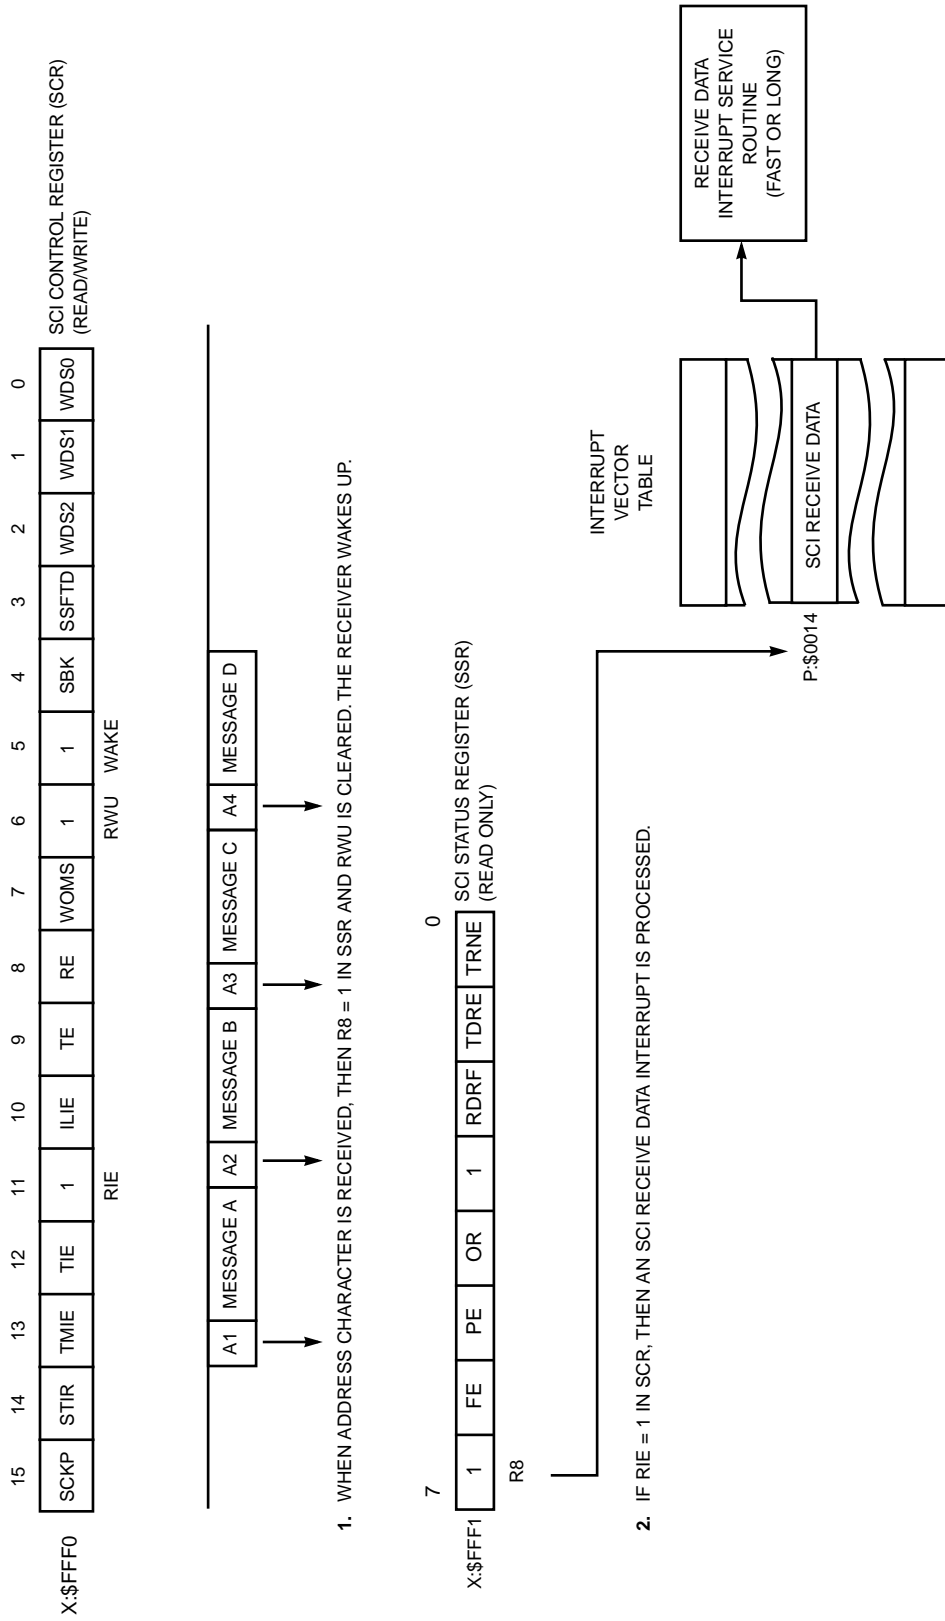 15 14 13 12 11 10 9 8 7 6 5 4 3 2 1 0
X:$FFF0 SCKP STIR TMIE TIE 1 ILIE TE RE WOMS 1 1 SBK SSFTD WDS2 WDS1 WDS0
SCI CONTROL REGISTER (SCR)
(READ/WRITE)
RIE RWU WAKE
A1 MESSAGE A A2 MESSAGE B A3 MESSAGE C A4 MESSAGE D
1. WHEN ADDRESS CHARACTER IS RECEIVED, THEN R8 = 1 IN SSR AND RWU IS CLEARED. THE RECEIVER WAKES UP.
7 0
X:$FFF1 1 FE PE OR 1 RDRF TDRE TRNE
SCI STATUS REGISTER (SSR)
(READ ONLY)
R8
2. IF RIE = 1 IN SCR, THEN AN SCI RECEIVE DATA INTERRUPT IS PROCESSED.
INTERRUPT
VECTOR
TABLE
P:$0014 SCI RECEIVE DATA
RECEIVE DATA
INTERRUPT SERVICE
ROUTINE
(FAST OR LONG)